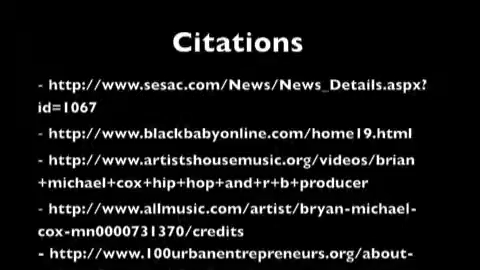 Citations
- http://www.sesac.com/News/News_Details.aspx?
id=1067
- http://www.blackbabyonline.com/home19.html
- http://www.artistshousemusic.org/videos/brian
+michael+cox+hip+hop+and+r+b+producer
- http://www.allmusic.com/artist/bryan-michael-
cox-mn0000731370/credits
- http://www.100urbanentrepreneurs.org/about-